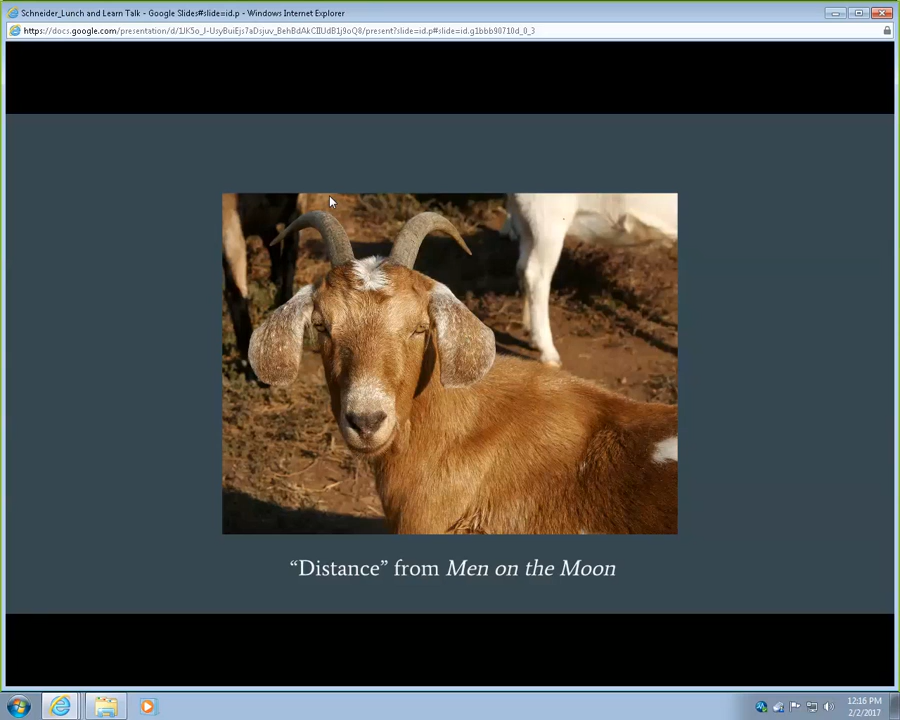 Schneider_Lunch and Learn Talk - Google Slides#slide=id.p - Windows Internet Explorer
“Distance” from Men on the Moon
12:16 PM
2/2/2017